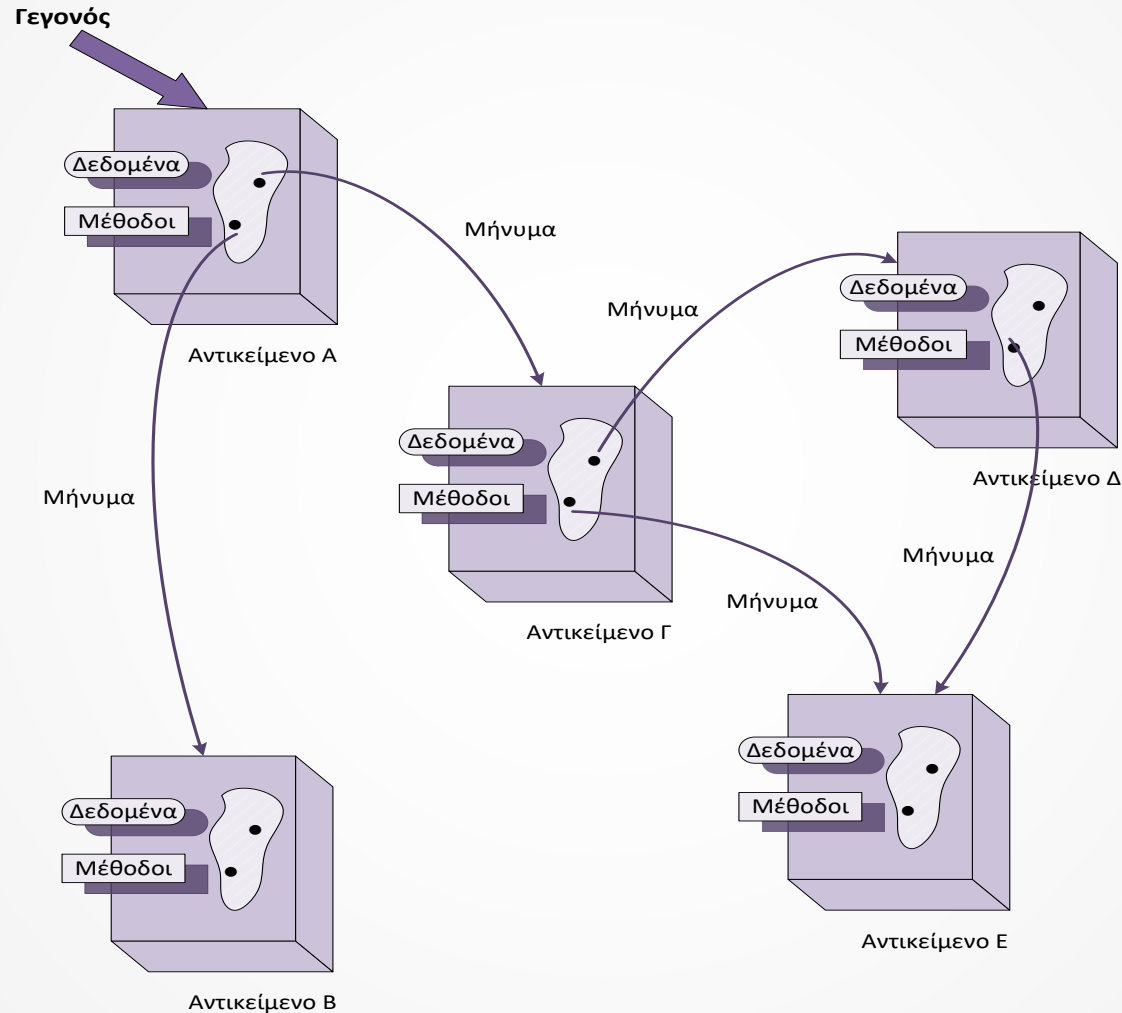 Γεγονός
Δεδομένα
Μέθοδοι
Αντικείμενο Α
Μήνυμα
Μήνυμα
Μήνυμα
Δεδομένα
Μέθοδοι
Αντικείμενο Δ
Δεδομένα
Μέθοδοι
Αντικείμενο Γ
Μήνυμα
Μήνυμα
Δεδομένα
Μέθοδοι
Αντικείμενο Β
Δεδομένα
Μέθοδοι
Αντικείμενο Ε